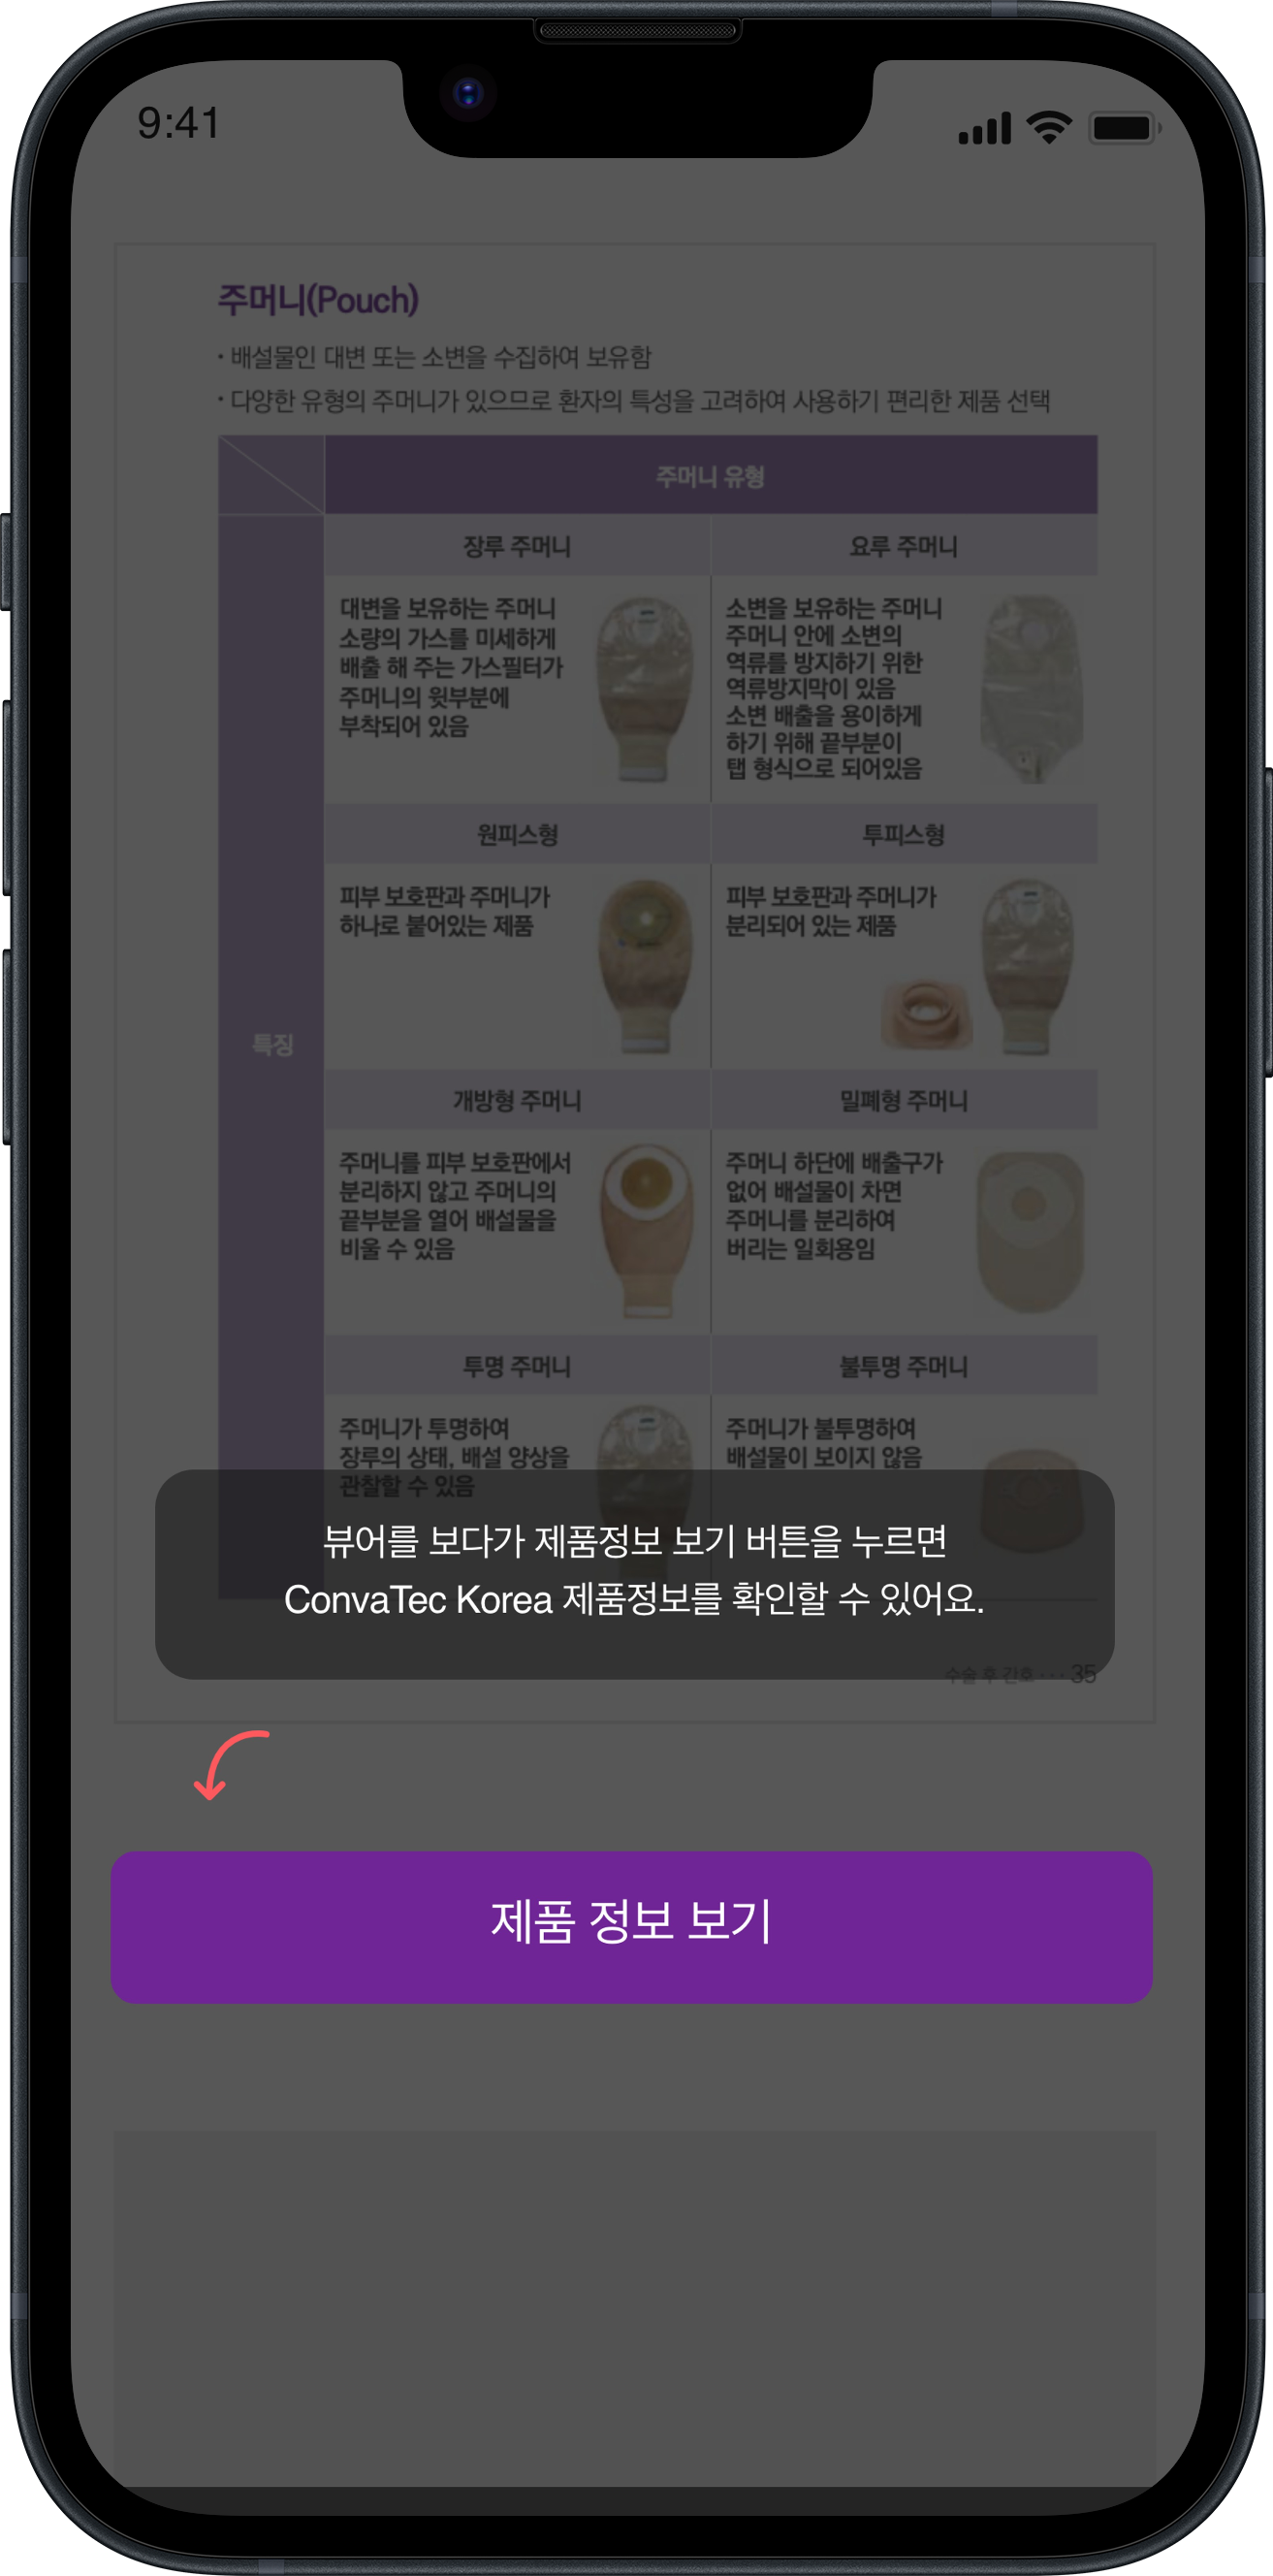 9:41
주머니(Pouch)
• 배설물인 대변 또는 소변을 수집하여 보유함
• 다양한 유형의 주머니가 있으므로 환자의 특성을 고려하여 사용하기 편리한 제품 선택
주머니 유형
특징
장루 주머니
대변을 보유하는 주머니
소량의 가스를 미세하게
배출 해 주는 가스필터가
주머니의 윗부분에
부착되어 있음
요루 주머니
소변을 보유하는 주머니
주머니 안에 소변의
역류를 방지하기 위한
역류방지막이 있음
소변 배출을 용이하게
하기 위해 끝부분이
탭 형식으로 되어있음
원피스형
피부 보호판과 주머니가
하나로 붙어있는 제품
투피스형
피부 보호판과 주머니가
분리되어 있는 제품
개방형 주머니
주머니를 피부 보호판에서
분리하지 않고 주머니의
끝부분을 열어 배설물을
비울 수 있음
밀폐형 주머니
주머니 하단에 배출구가
없어 배설물이 차면
주머니를 분리하여
버리는 일회용임
투명 주머니
주머니가 투명하여
장루의 상태, 배설 양상을
관찰할 수 있음
불투명 주머니
주머니가 불투명하여
배설물이 보이지 않음
뷰어를 보다가 제품정보 보기 버튼을 누르면
ConvaTec Korea 제품정보를 확인할 수 있어요.
수술 후 간호 • • • 35
제품 정보 보기